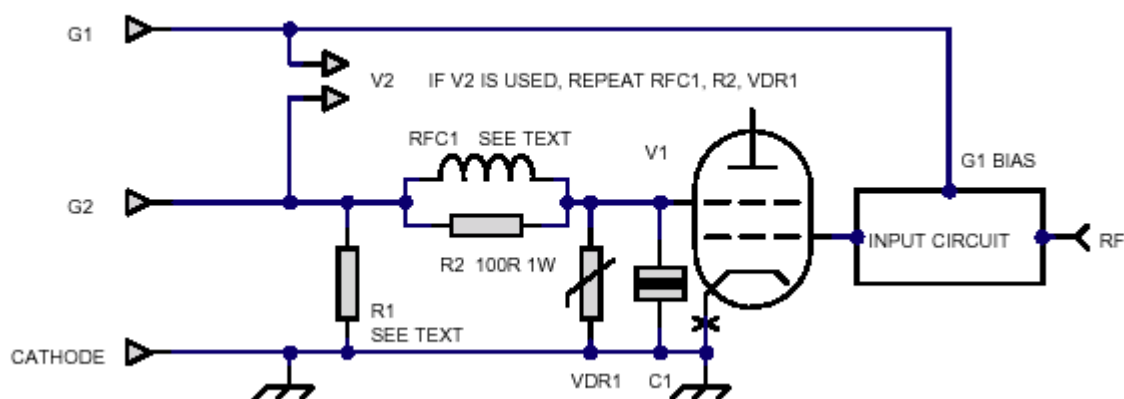 G1
V2 IF V2 IS USED, REPEAT RFC1, R2, VDR1
RFC1 SEE TEXT
V1
G1 BIAS
G2
INPUT CIRCUIT
RF
R2 100R 1W
R1
SEE TEXT
CATHODE
VDR1
C1